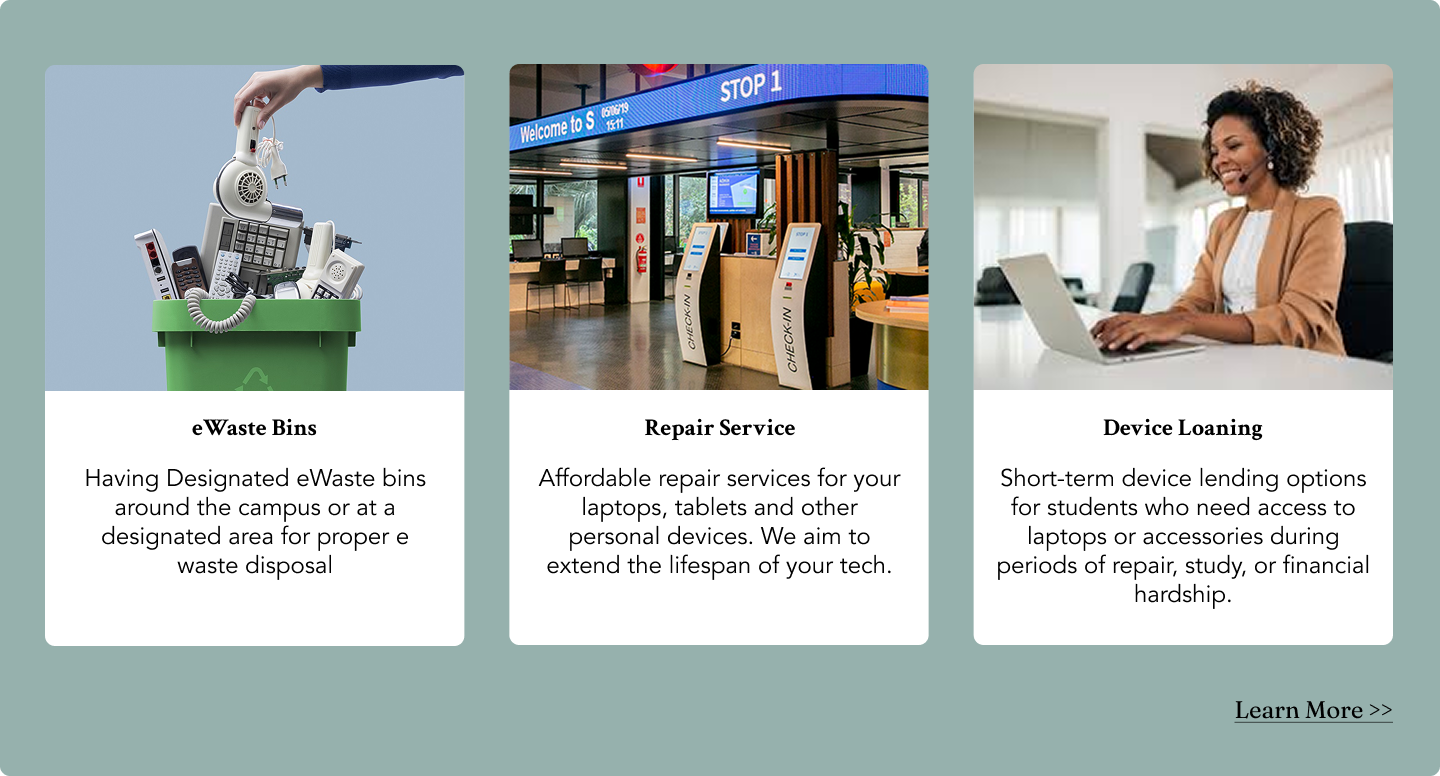 STOP 1
Welcome to S 05/06/19
15:11
CHECK-IN
CHECK-IN
eWaste Bins
Having Designated eWaste bins
around the campus or at a
designated area for proper e
waste disposal
Repair Service
Affordable repair services for your
laptops, tablets and other
personal devices. We aim to
extend the lifespan of your tech.
Device Loaning
Short-term device lending options
for students who need access to
laptops or accessories during
periods of repair, study, or financial
hardship.
Learn More >>